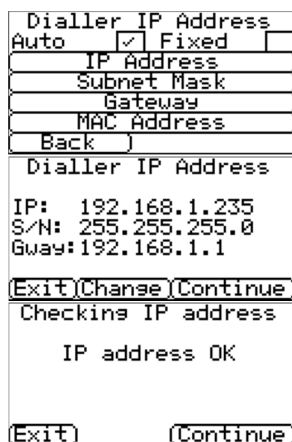 Dialler IP Address
Auto Fixed
IP Address
Subnet Mask
Gateway
MAC Address
Back
Dialler IP Address
IP: 192.168.1.235
S/N: 255.255.255.0
Gway:192.168.1.1
Exit Change Continue
Checking IP address
IP address OK
Exit Continue